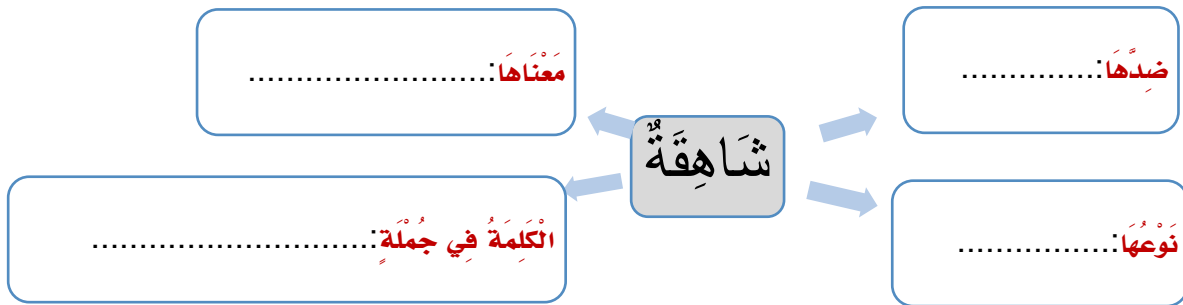 ضِدَّهَا:..............
مَعْنَاهَا:.........................
شَاهِقَةٌ
نَوْعُهَا:................
الْكَلِمَةُ فِي جُمْلَةٍ:.............................